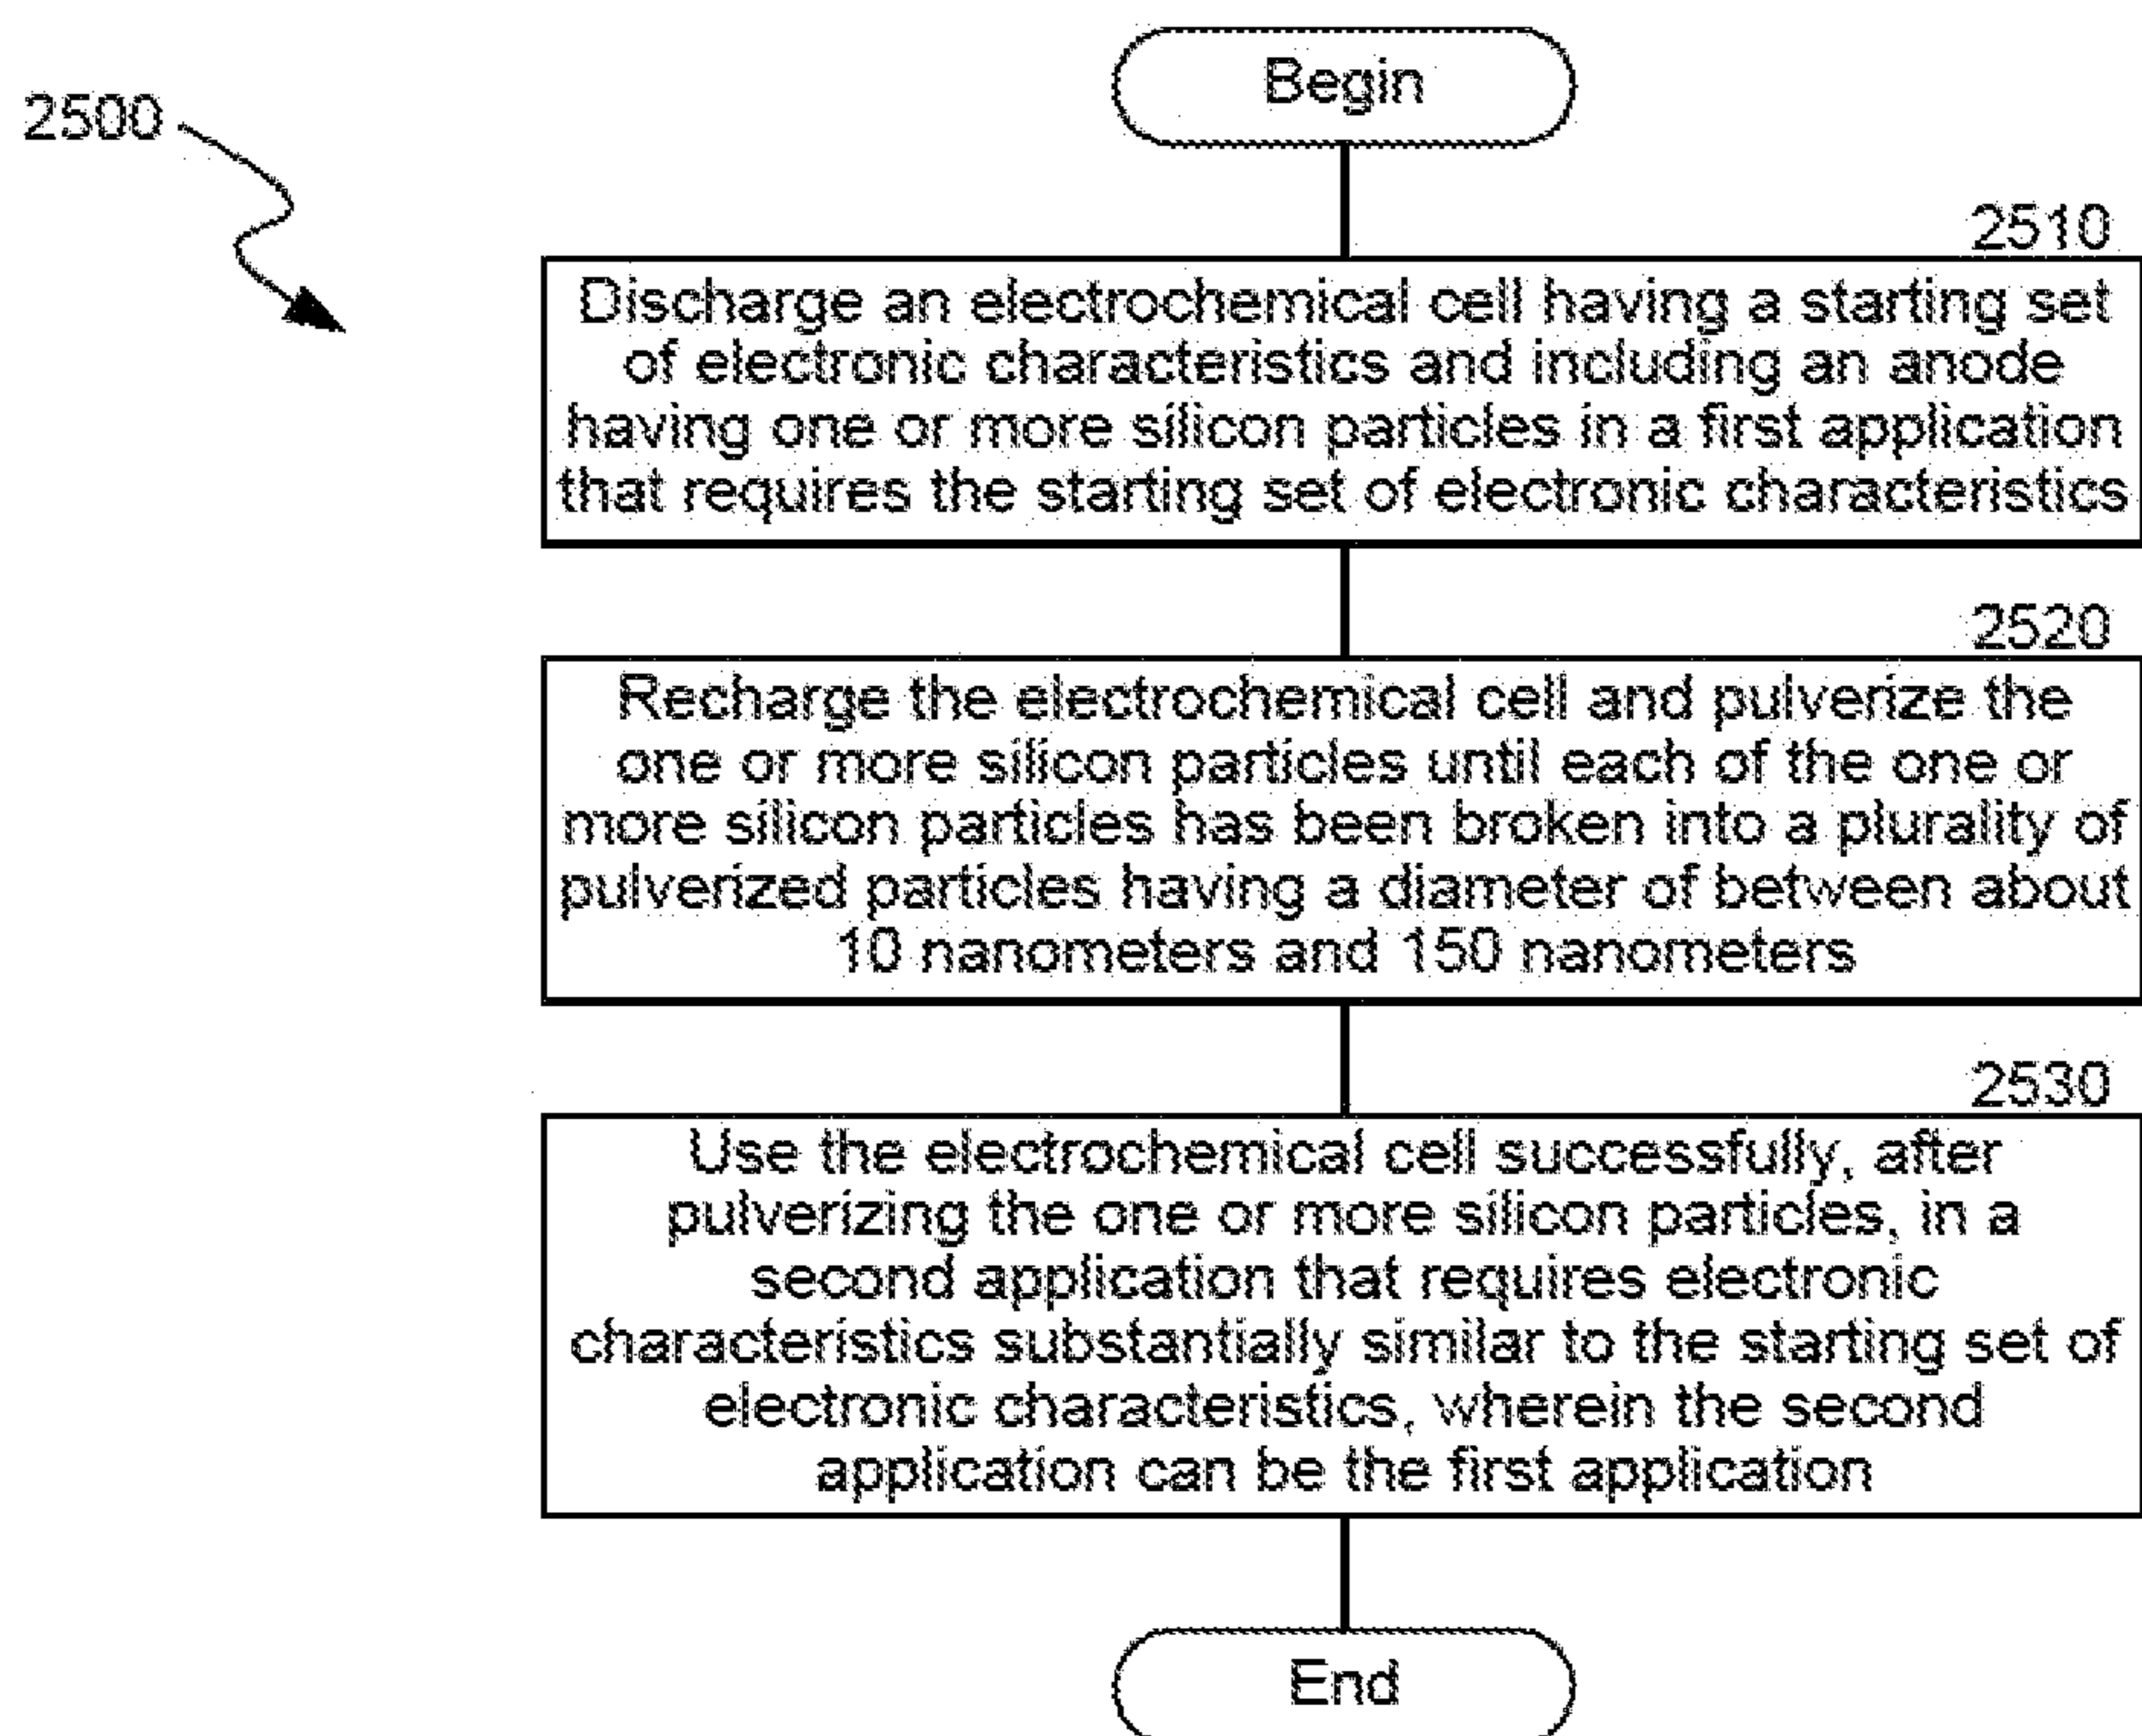 Begin
2500
2510
Discharge an electrochemical cell having a starting set
of electronic characteristics and including an anode
having one or more silicon particles in a first application
that requires the starting set of electronic characteristics
2520
Recharge the electrochemical cell and pulverize the
one or more silicon particles until each of the one or
more silicon particles has been broken into a plurality of
pulverized particles having a diameter of between about
10 nanometers and 150 nanometers
2530
Use the electrochemical cell successfully, after
pulverizing the one or more silicon particles, in a
second application that requires electronic
characteristics substantially similar to the starting set of
electronic characteristics, wherein the second
application can be the first application
End